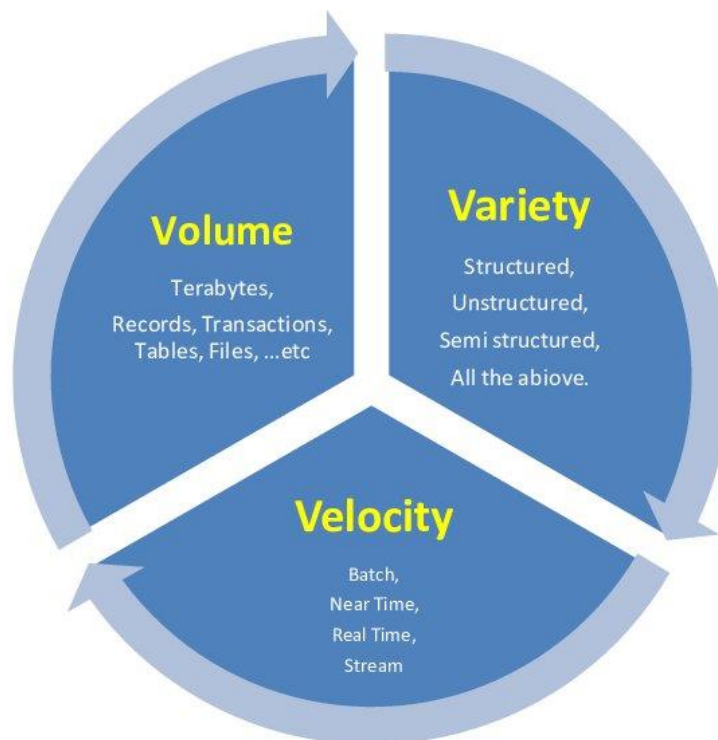 Volume
Terabytes,
Records, Transactions,
Tables, Files, ...etc
Variety
Structured,
Unstructured,
Semi structured,
All the abiove.
Velocity
Batch,
Near Time,
Real Time,
Stream